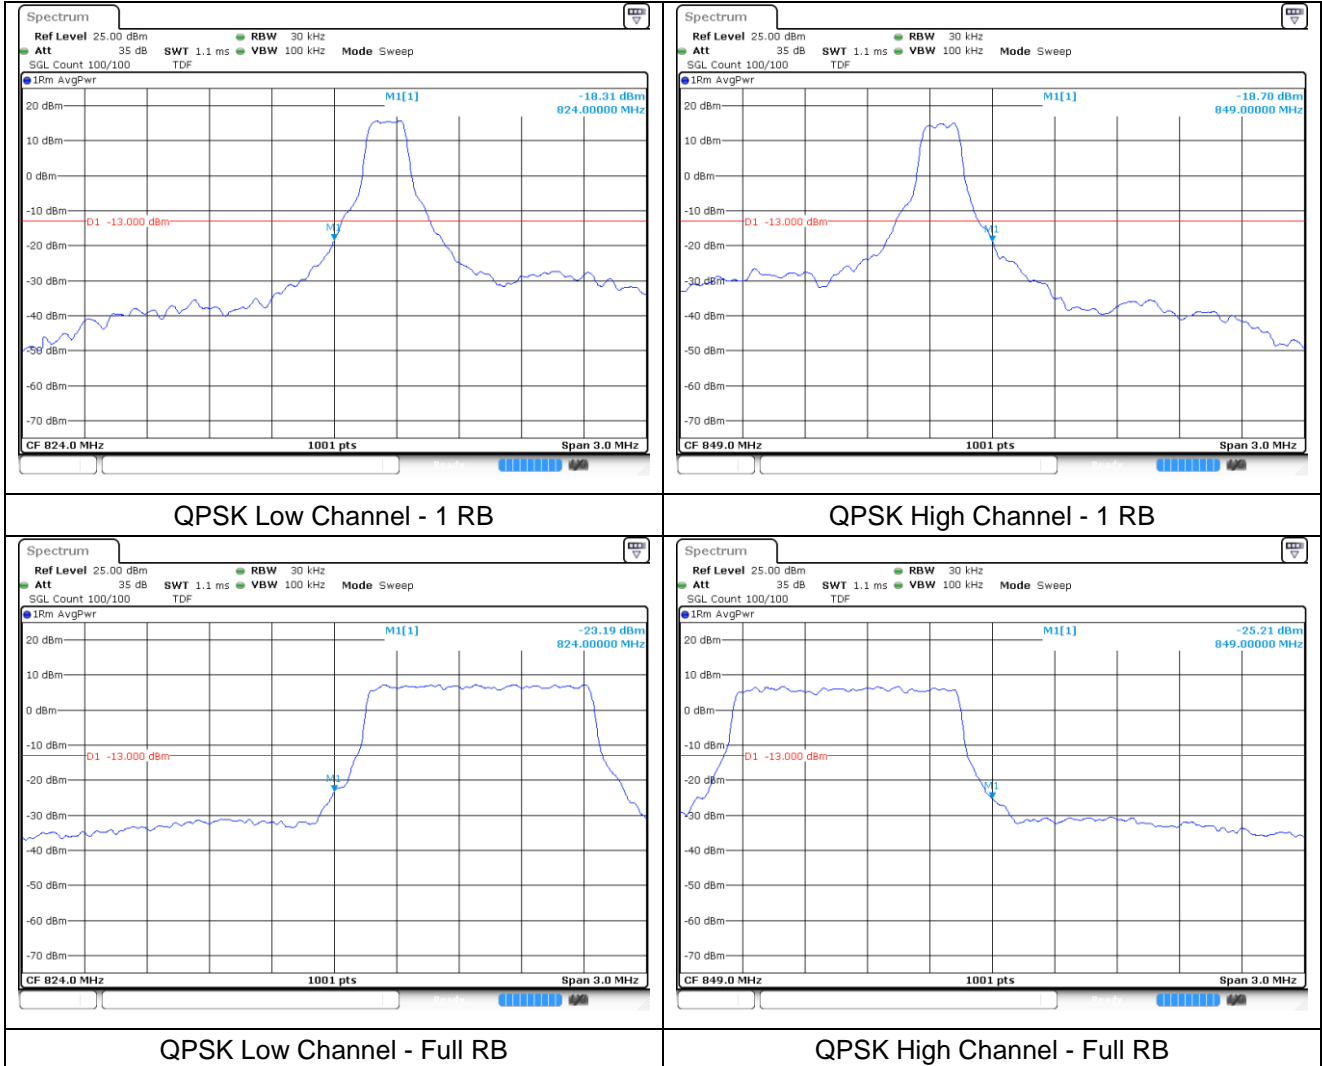 Spectrum
Ref Level 25.00 dBm RBW 30 kHz
Att 35 dB SWT 1.1 ms VBW 100 kHz Mode Sweep
SGL Count 100/100 TDF
1Rm AvgPwr
M1[1] -18.31 dBm
824.00000 MHz
20 dBm
10 dBm
0 dBm
-10 dBm
D1 -13.000 dBm
M1
-20 dBm
-30 dBm
-40 dBm
-50 dBm
-60 dBm
-70 dBm
CF 824.0 MHz 1001 pts Span 3.0 MHz
QPSK Low Channel - 1 RB
Spectrum
Ref Level 25.00 dBm RBW 30 kHz
Att 35 dB SWT 1.1 ms VBW 100 kHz Mode Sweep
SGL Count 100/100 TDF
1Rm AvgPwr
M1[1] -18.70 dBm
849.00000 MHz
20 dBm
10 dBm
0 dBm
-10 dBm
D1 -13.000 dBm
M1
-20 dBm
-30 dBm
-40 dBm
-50 dBm
-60 dBm
-70 dBm
CF 849.0 MHz 1001 pts Span 3.0 MHz
QPSK High Channel - 1 RB
Spectrum
Ref Level 25.00 dBm RBW 30 kHz
Att 35 dB SWT 1.1 ms VBW 100 kHz Mode Sweep
SGL Count 100/100 TDF
1Rm AvgPwr
M1[1] -23.19 dBm
824.00000 MHz
20 dBm
10 dBm
0 dBm
-10 dBm
D1 -13.000 dBm
M1
-20 dBm
-30 dBm
-40 dBm
-50 dBm
-60 dBm
-70 dBm
CF 824.0 MHz 1001 pts Span 3.0 MHz
QPSK Low Channel - Full RB
Spectrum
Ref Level 25.00 dBm RBW 30 kHz
Att 35 dB SWT 1.1 ms VBW 100 kHz Mode Sweep
SGL Count 100/100 TDF
1Rm AvgPwr
M1[1] -25.21 dBm
849.00000 MHz
20 dBm
10 dBm
0 dBm
-10 dBm
D1 -13.000 dBm
M1
-20 dBm
-30 dBm
-40 dBm
-50 dBm
-60 dBm
-70 dBm
CF 849.0 MHz 1001 pts Span 3.0 MHz
QPSK High Channel - Full RB